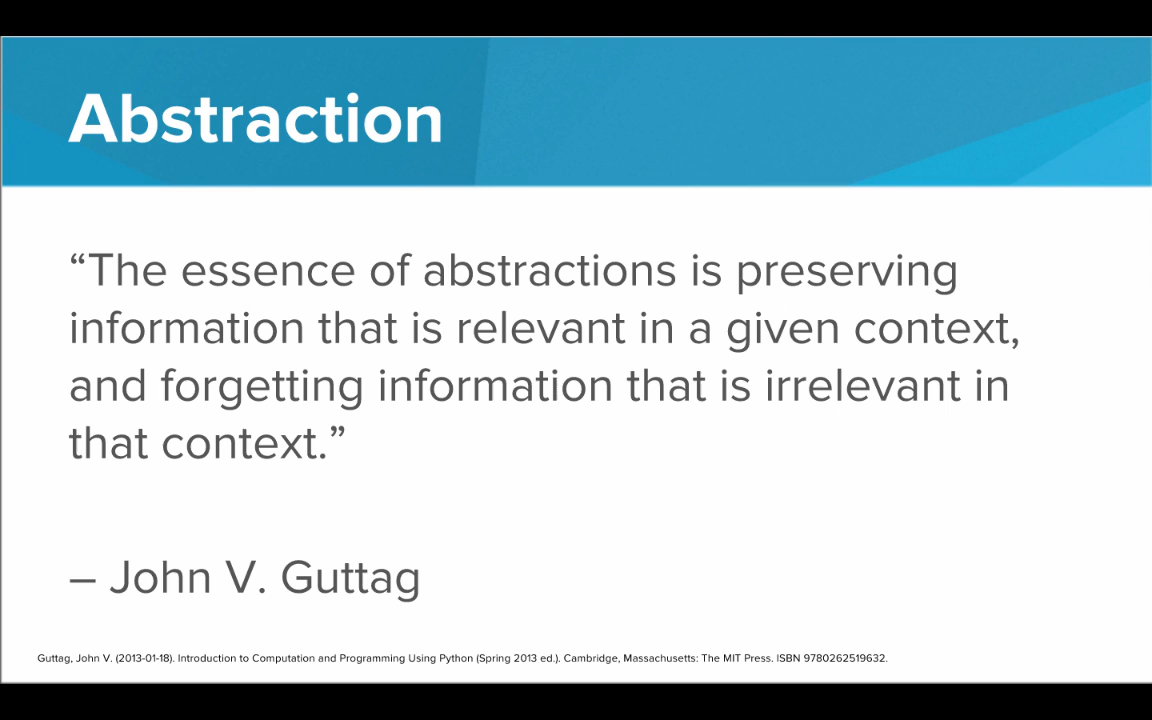 Abstraction
“The essence of abstractions is preserving
information that is relevant in a given context,
and forgetting information that is irrelevant in
that context.”
– John V. Guttag
Guttag, John V. (2013-01-18). Introduction to Computation and Programming Using Python (Spring 2013 ed.). Cambridge, Massachusetts: The MIT Press. ISBN 9780262519632.